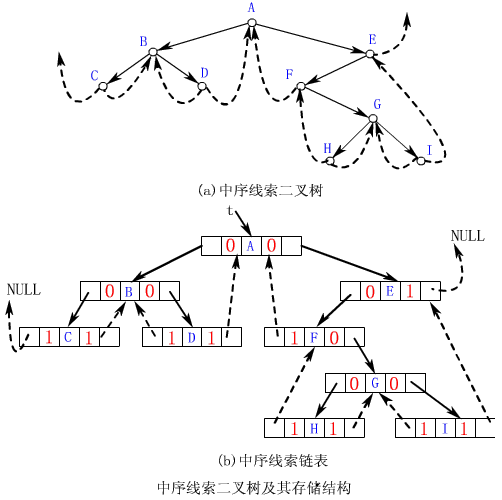 A
B
E
C
D
F
G
H
I
(a)中序线索二叉树
t
0 A 0
NULL
NULL
0 B 0
0 E 1
1 C 1
1 D 1
1 F 0
0 G 0
1 H 1
1 I 1
(b)中序线索链表
中序线索二叉树及其存储结构